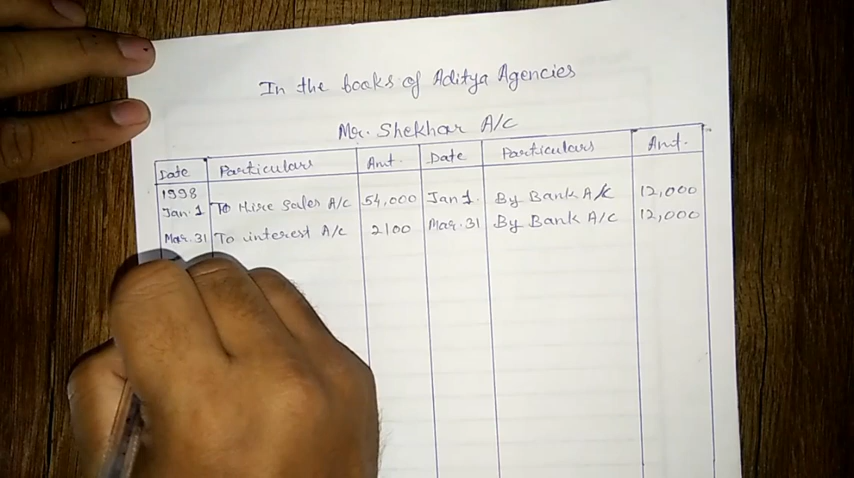 In the books of Aditya Agencies
Mr. Shekhar A/c
Date Particulars Amt. Date Particulars Amt.
1998
Jan. 1 To Hire Sales A/c 54,000 Jan 1. By Bank A/c 12,000
Mar. 31 To interest A/c 2100 Mar. 31 By Bank A/c 12,000